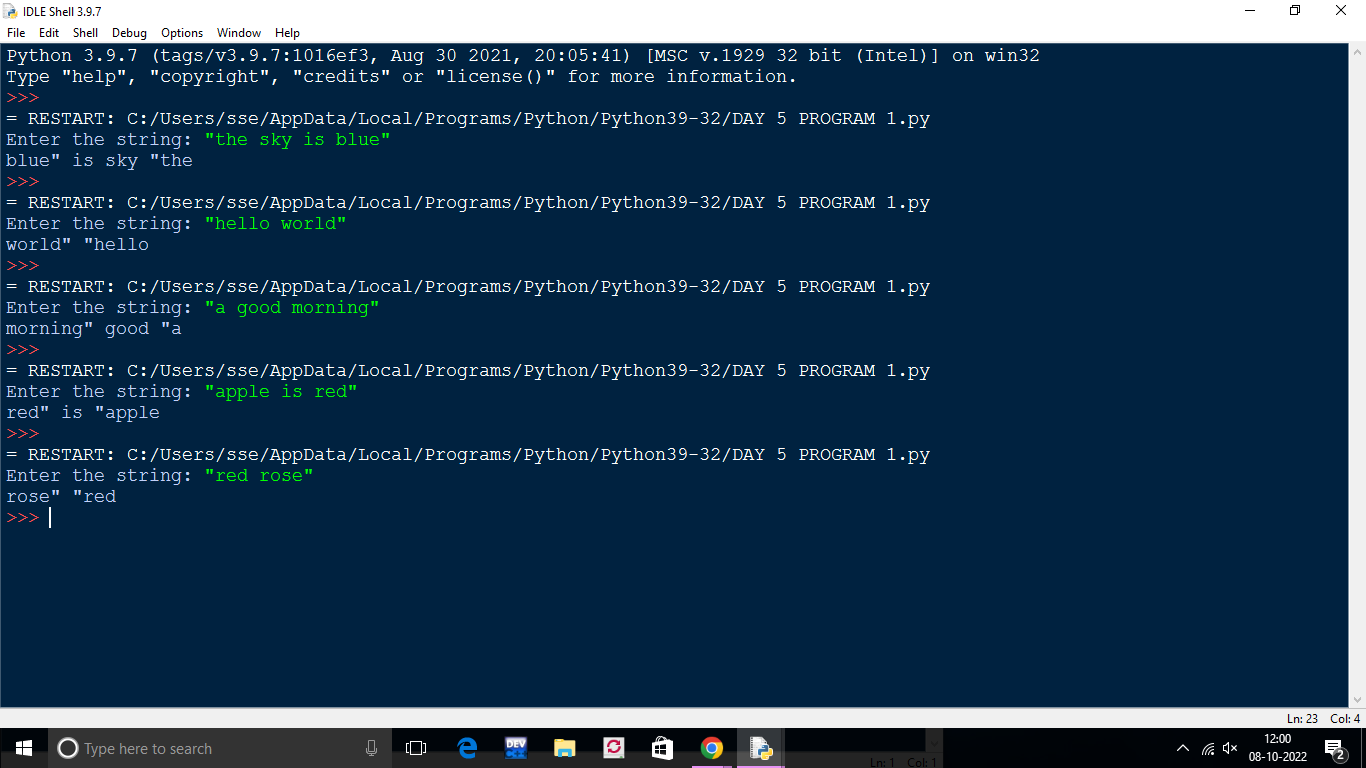 IDLE Shell 3.9.7
File Edit Shell Debug Options Window Help
Python 3.9.7 (tags/v3.9.7:1016ef3, Aug 30 2021, 20:05:41) [MSC v.1929 32 bit (Intel)] on win32
Type "help", "copyright", "credits" or "license()" for more information.
>>>
= RESTART: C:/Users/sse/AppData/Local/Programs/Python/Python39-32/DAY 5 PROGRAM 1.py
Enter the string: "the sky is blue"
blue" is sky "the
>>>
= RESTART: C:/Users/sse/AppData/Local/Programs/Python/Python39-32/DAY 5 PROGRAM 1.py
Enter the string: "hello world"
world" "hello
>>>
= RESTART: C:/Users/sse/AppData/Local/Programs/Python/Python39-32/DAY 5 PROGRAM 1.py
Enter the string: "a good morning"
morning" good "a
>>>
= RESTART: C:/Users/sse/AppData/Local/Programs/Python/Python39-32/DAY 5 PROGRAM 1.py
Enter the string: "apple is red"
red" is "apple
>>>
= RESTART: C:/Users/sse/AppData/Local/Programs/Python/Python39-32/DAY 5 PROGRAM 1.py
Enter the string: "red rose"
rose" "red
>>>
Ln: 23 Col: 4
Type here to search
DEV
Ln: 1 Col: 1
12:00
08-10-2022
2